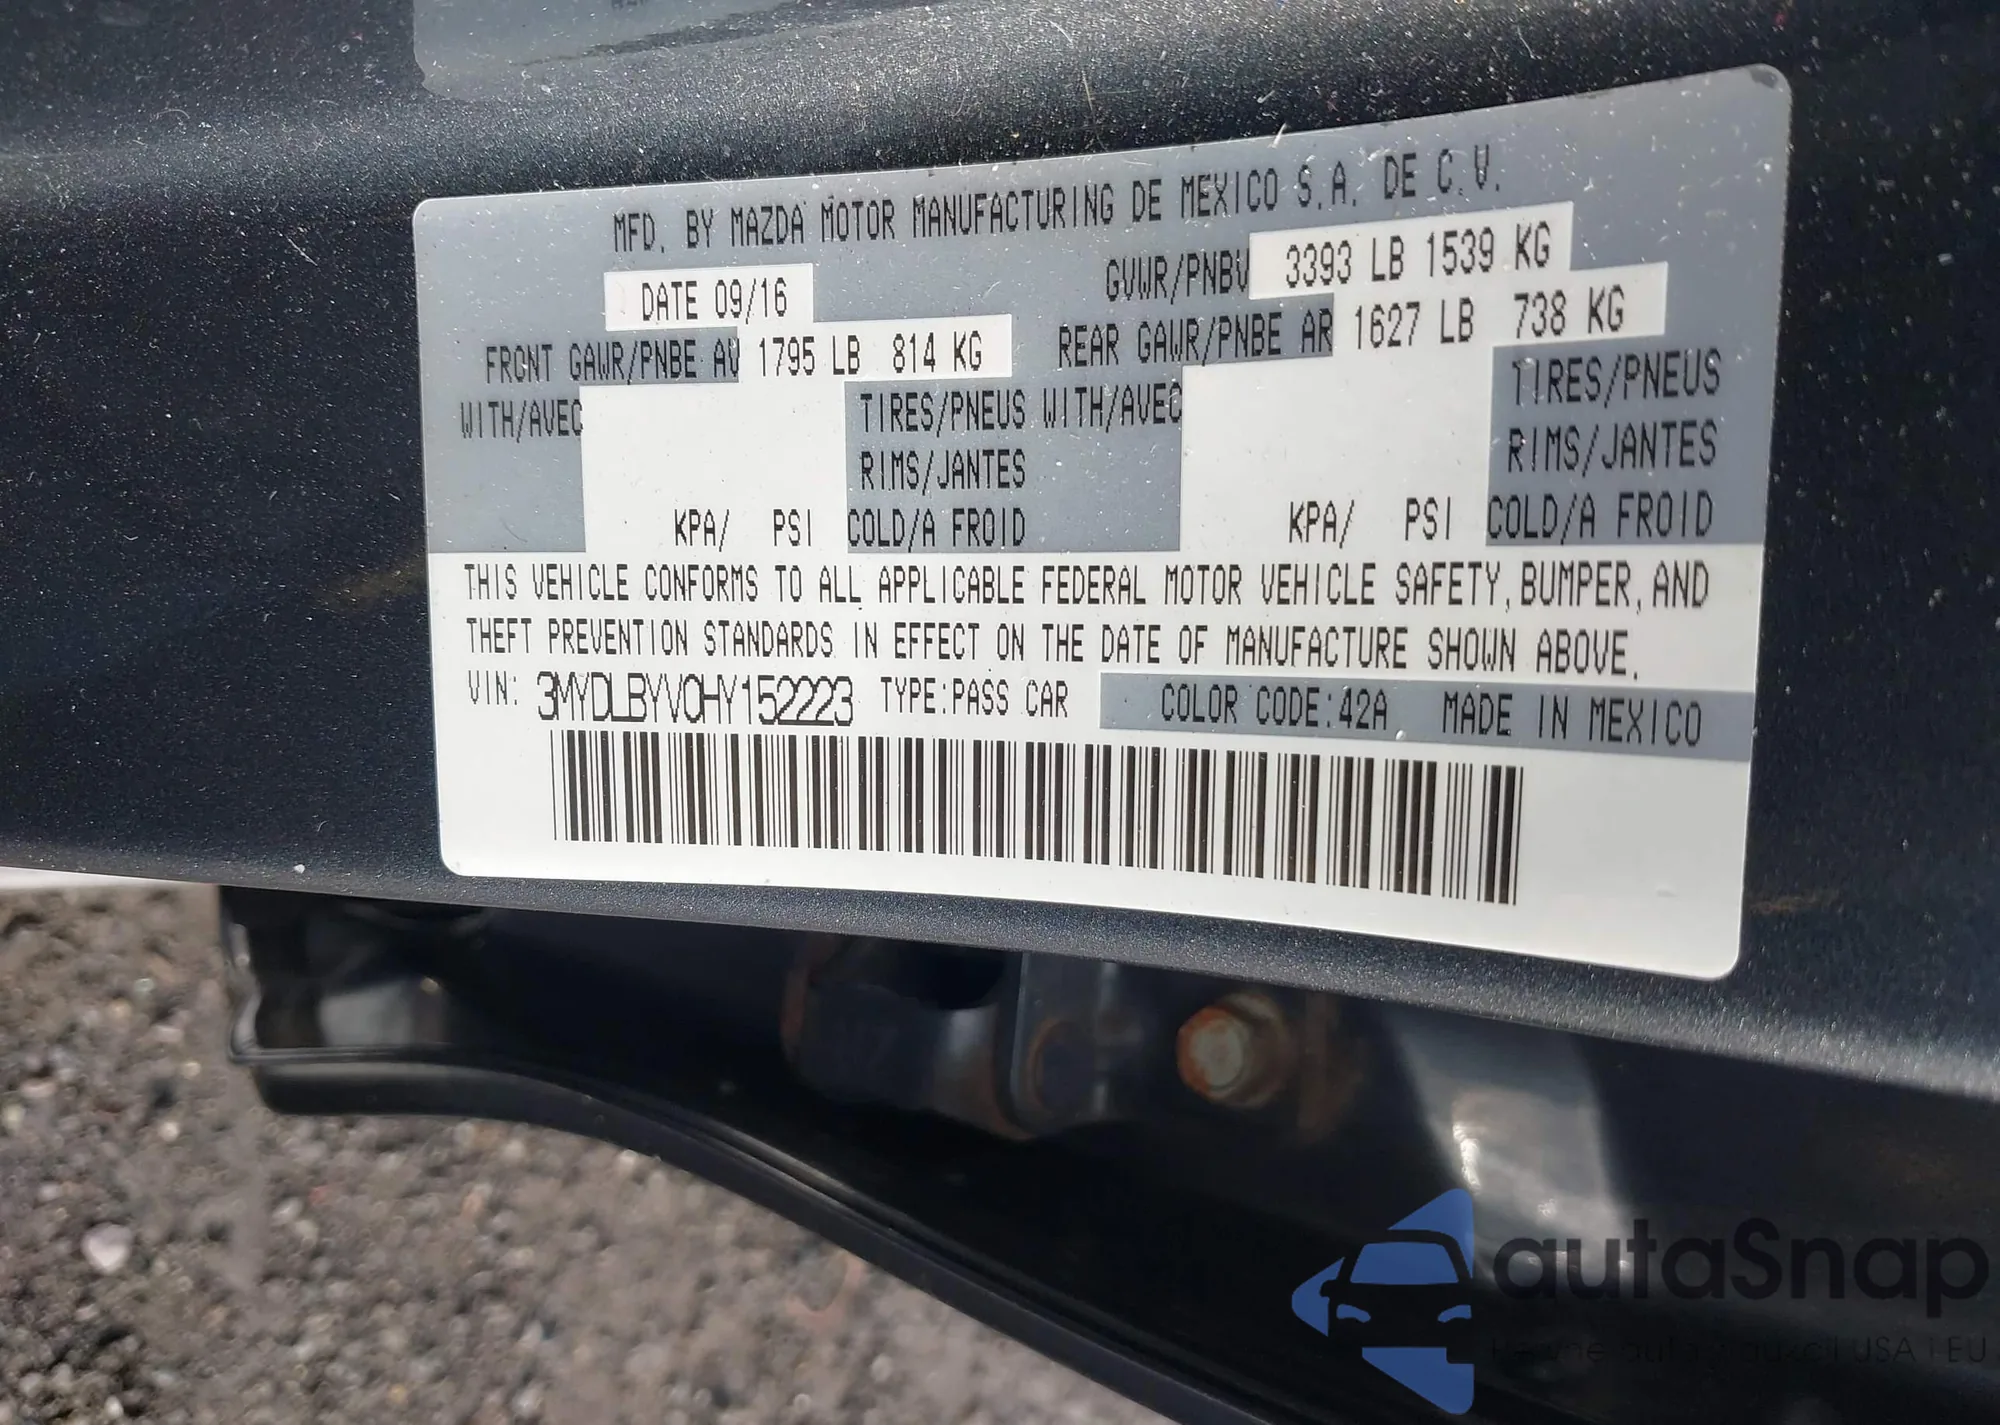 MFD. BY MAZDA MOTOR MANUFACTURING DE MEXICO S.A. DE C.V.
DATE 09/16 GVWR/PNBV 3393 LB 1539 KG
FRONT GAWR/PNBE AV 1795 LB 814 KG REAR GAWR/PNBE AR 1627 LB 738 KG
WITH/AVEC TIRES/PNEUS WITH/AVEC TIRES/PNEUS
RIMS/JANTES RIMS/JANTES
KPA/ PSI COLD/A FROID KPA/ PSI COLD/A FROID
THIS VEHICLE CONFORMS TO ALL APPLICABLE FEDERAL MOTOR VEHICLE SAFETY, BUMPER, AND
THEFT PREVENTION STANDARDS IN EFFECT ON THE DATE OF MANUFACTURE SHOWN ABOVE.
VIN: 3MYDLBYV0HY152223 TYPE:PASS CAR COLOR CODE:42A MADE IN MEXICO
autaSnap
USA i EU